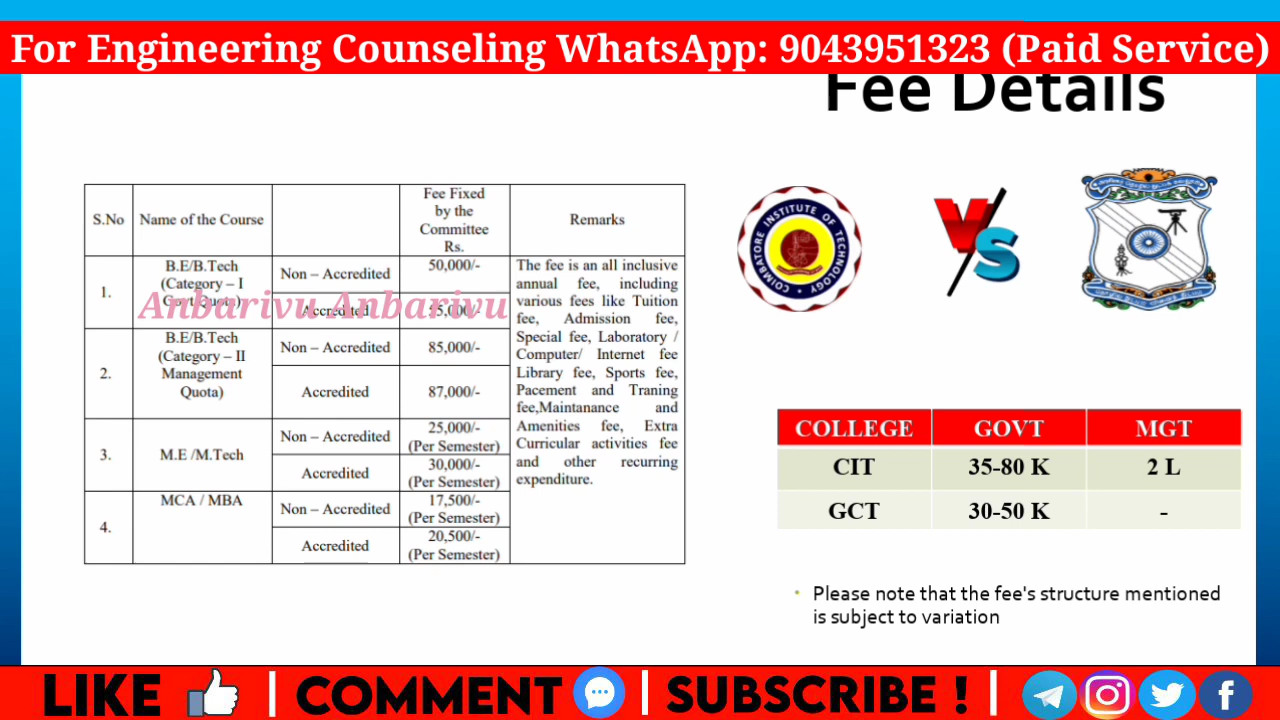 For Engineering Counseling WhatsApp: 9043951323 (Paid Service)
Fee Details
S.No
Name of the Course
Fee Fixed
by the
Committee
Rs.
Remarks
1.
B.E/B.Tech
(Category – I
Non – Accredited
50,000/-
2.
B.E/B.Tech
(Category – II
Management
Quota)
Non – Accredited
85,000/-
Accredited
87,000/-
3.
M.E /M.Tech
Non – Accredited
25,000/-
(Per Semester)
Accredited
30,000/-
(Per Semester)
4.
MCA / MBA
Non – Accredited
17,500/-
(Per Semester)
Accredited
20,500/-
(Per Semester)
The fee is an all inclusive
annual fee, including
various fees like Tuition
fee, Admission fee,
Special fee, Laboratory /
Computer/ Internet fee
Library fee, Sports fee,
Pacement and Traning
fee,Maintanance and
Amenities fee, Extra
Curricular activities fee
and other recurring
expenditure.
Anbarivu Anbarivu
COIMBATORE INSTITUTE OF TECHNOLOGY
VS
COLLEGE GOVT MGT
CIT 35-80 K 2 L
GCT 30-50 K -
• Please note that the fee's structure mentioned
is subject to variation
LIKE | COMMENT | SUBSCRIBE ! |